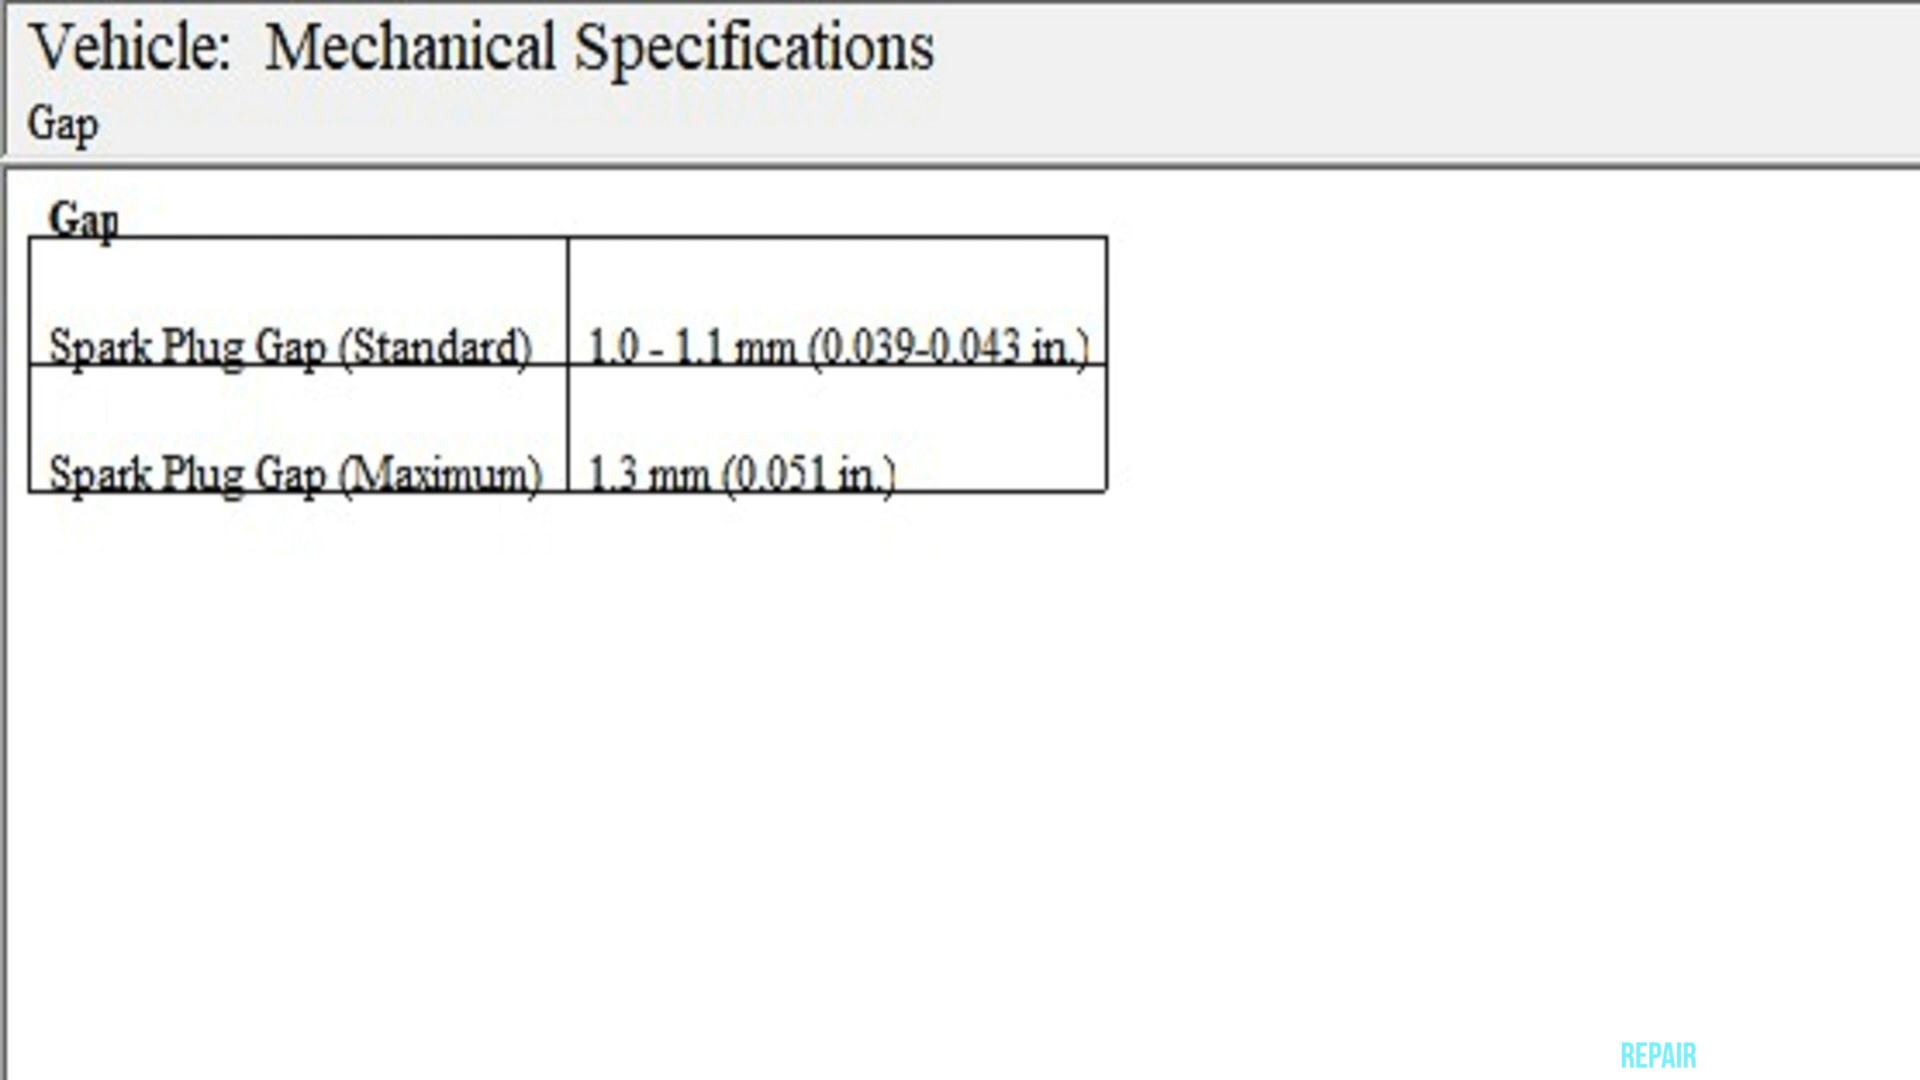 Vehicle: Mechanical Specifications
Gap
Gap
Spark Plug Gap (Standard) 1.0 - 1.1 mm (0.039-0.043 in.)
Spark Plug Gap (Maximum) 1.3 mm (0.051 in.)
REPAIR